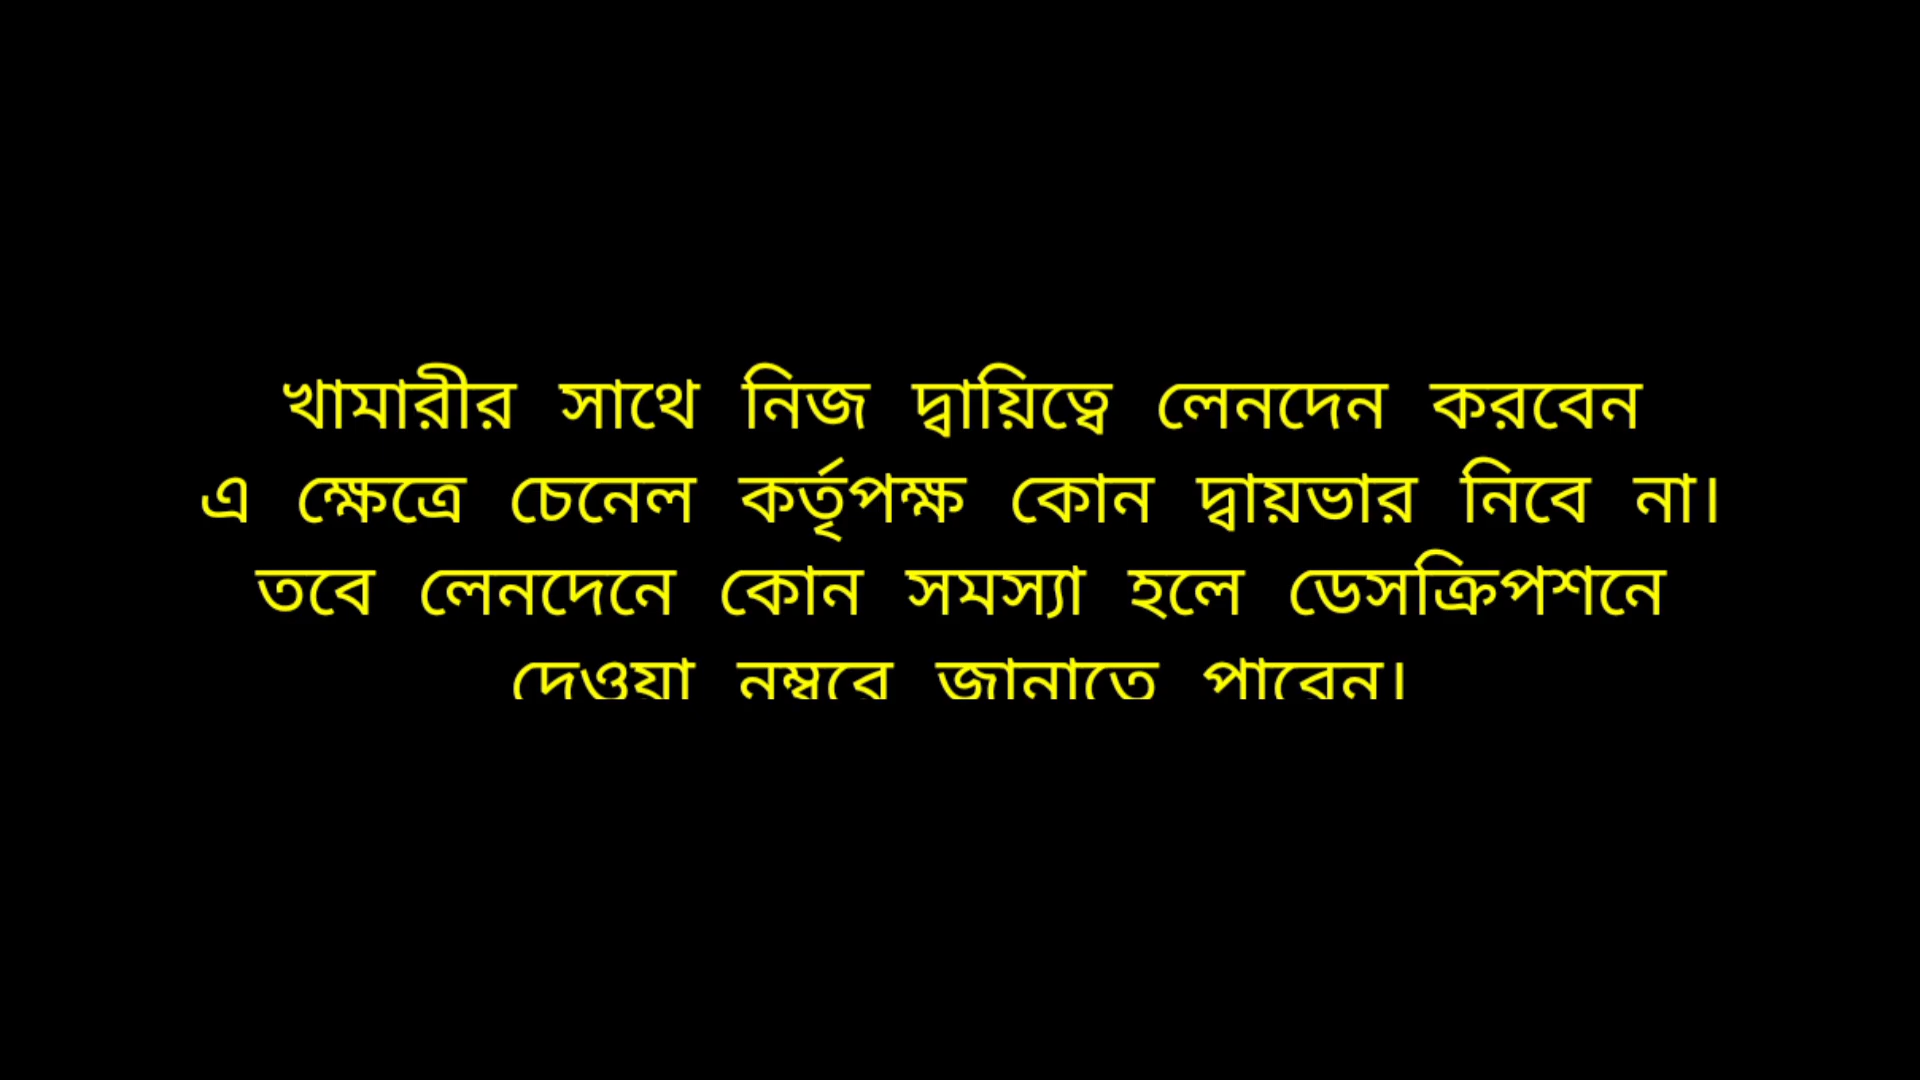 খামারীর সাথে নিজ দ্বায়িত্বে লেনদেন করবেন
এ ক্ষেত্রে চেনেল কর্তৃপক্ষ কোন দ্বায়ভার নিবে না।
তবে লেনদেনে কোন সমস্যা হলে ডেসক্রিপশনে
দেওয়া নম্বরে জানাতে পারেন।